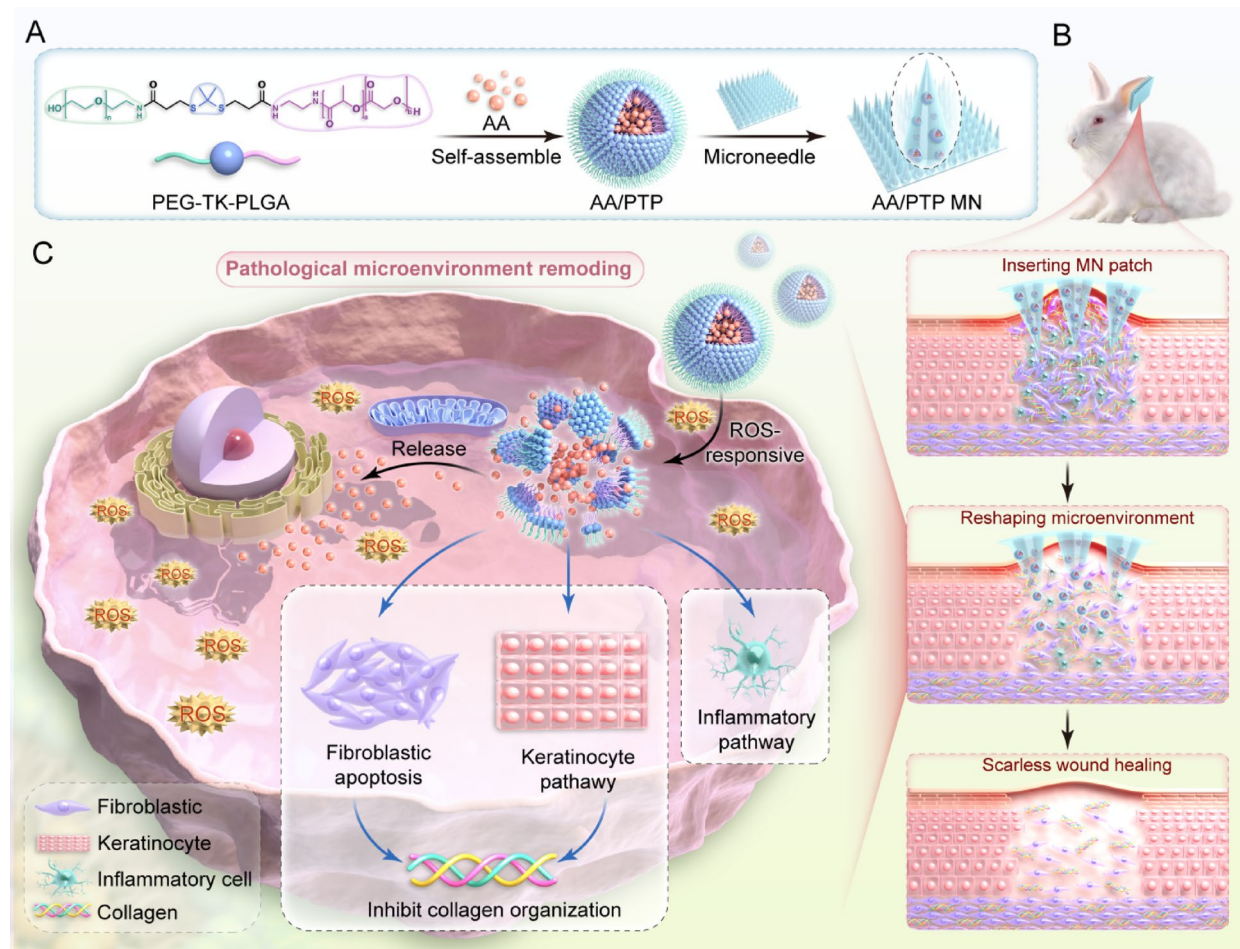 A
HO
O
n
N
H
O
S
S
O
H
N
N
H
O
O
a
O
O
b
H
PEG-TK-PLGA
AA
Self-assemble
AA/PTP
Microneedle
AA/PTP MN
B
Inserting MN patch
Reshaping microenvironment
Scarless wound healing
C
Pathological microenvironment remoding
ROS
ROS
ROS-
responsive
Release
ROS
ROS
ROS
ROS
ROS
ROS
ROS
Fibroblastic
apoptosis
Keratinocyte
pathawy
Inflammatory
pathway
Inhibit collagen organization
Fibroblastic
Keratinocyte
Inflammatory cell
Collagen